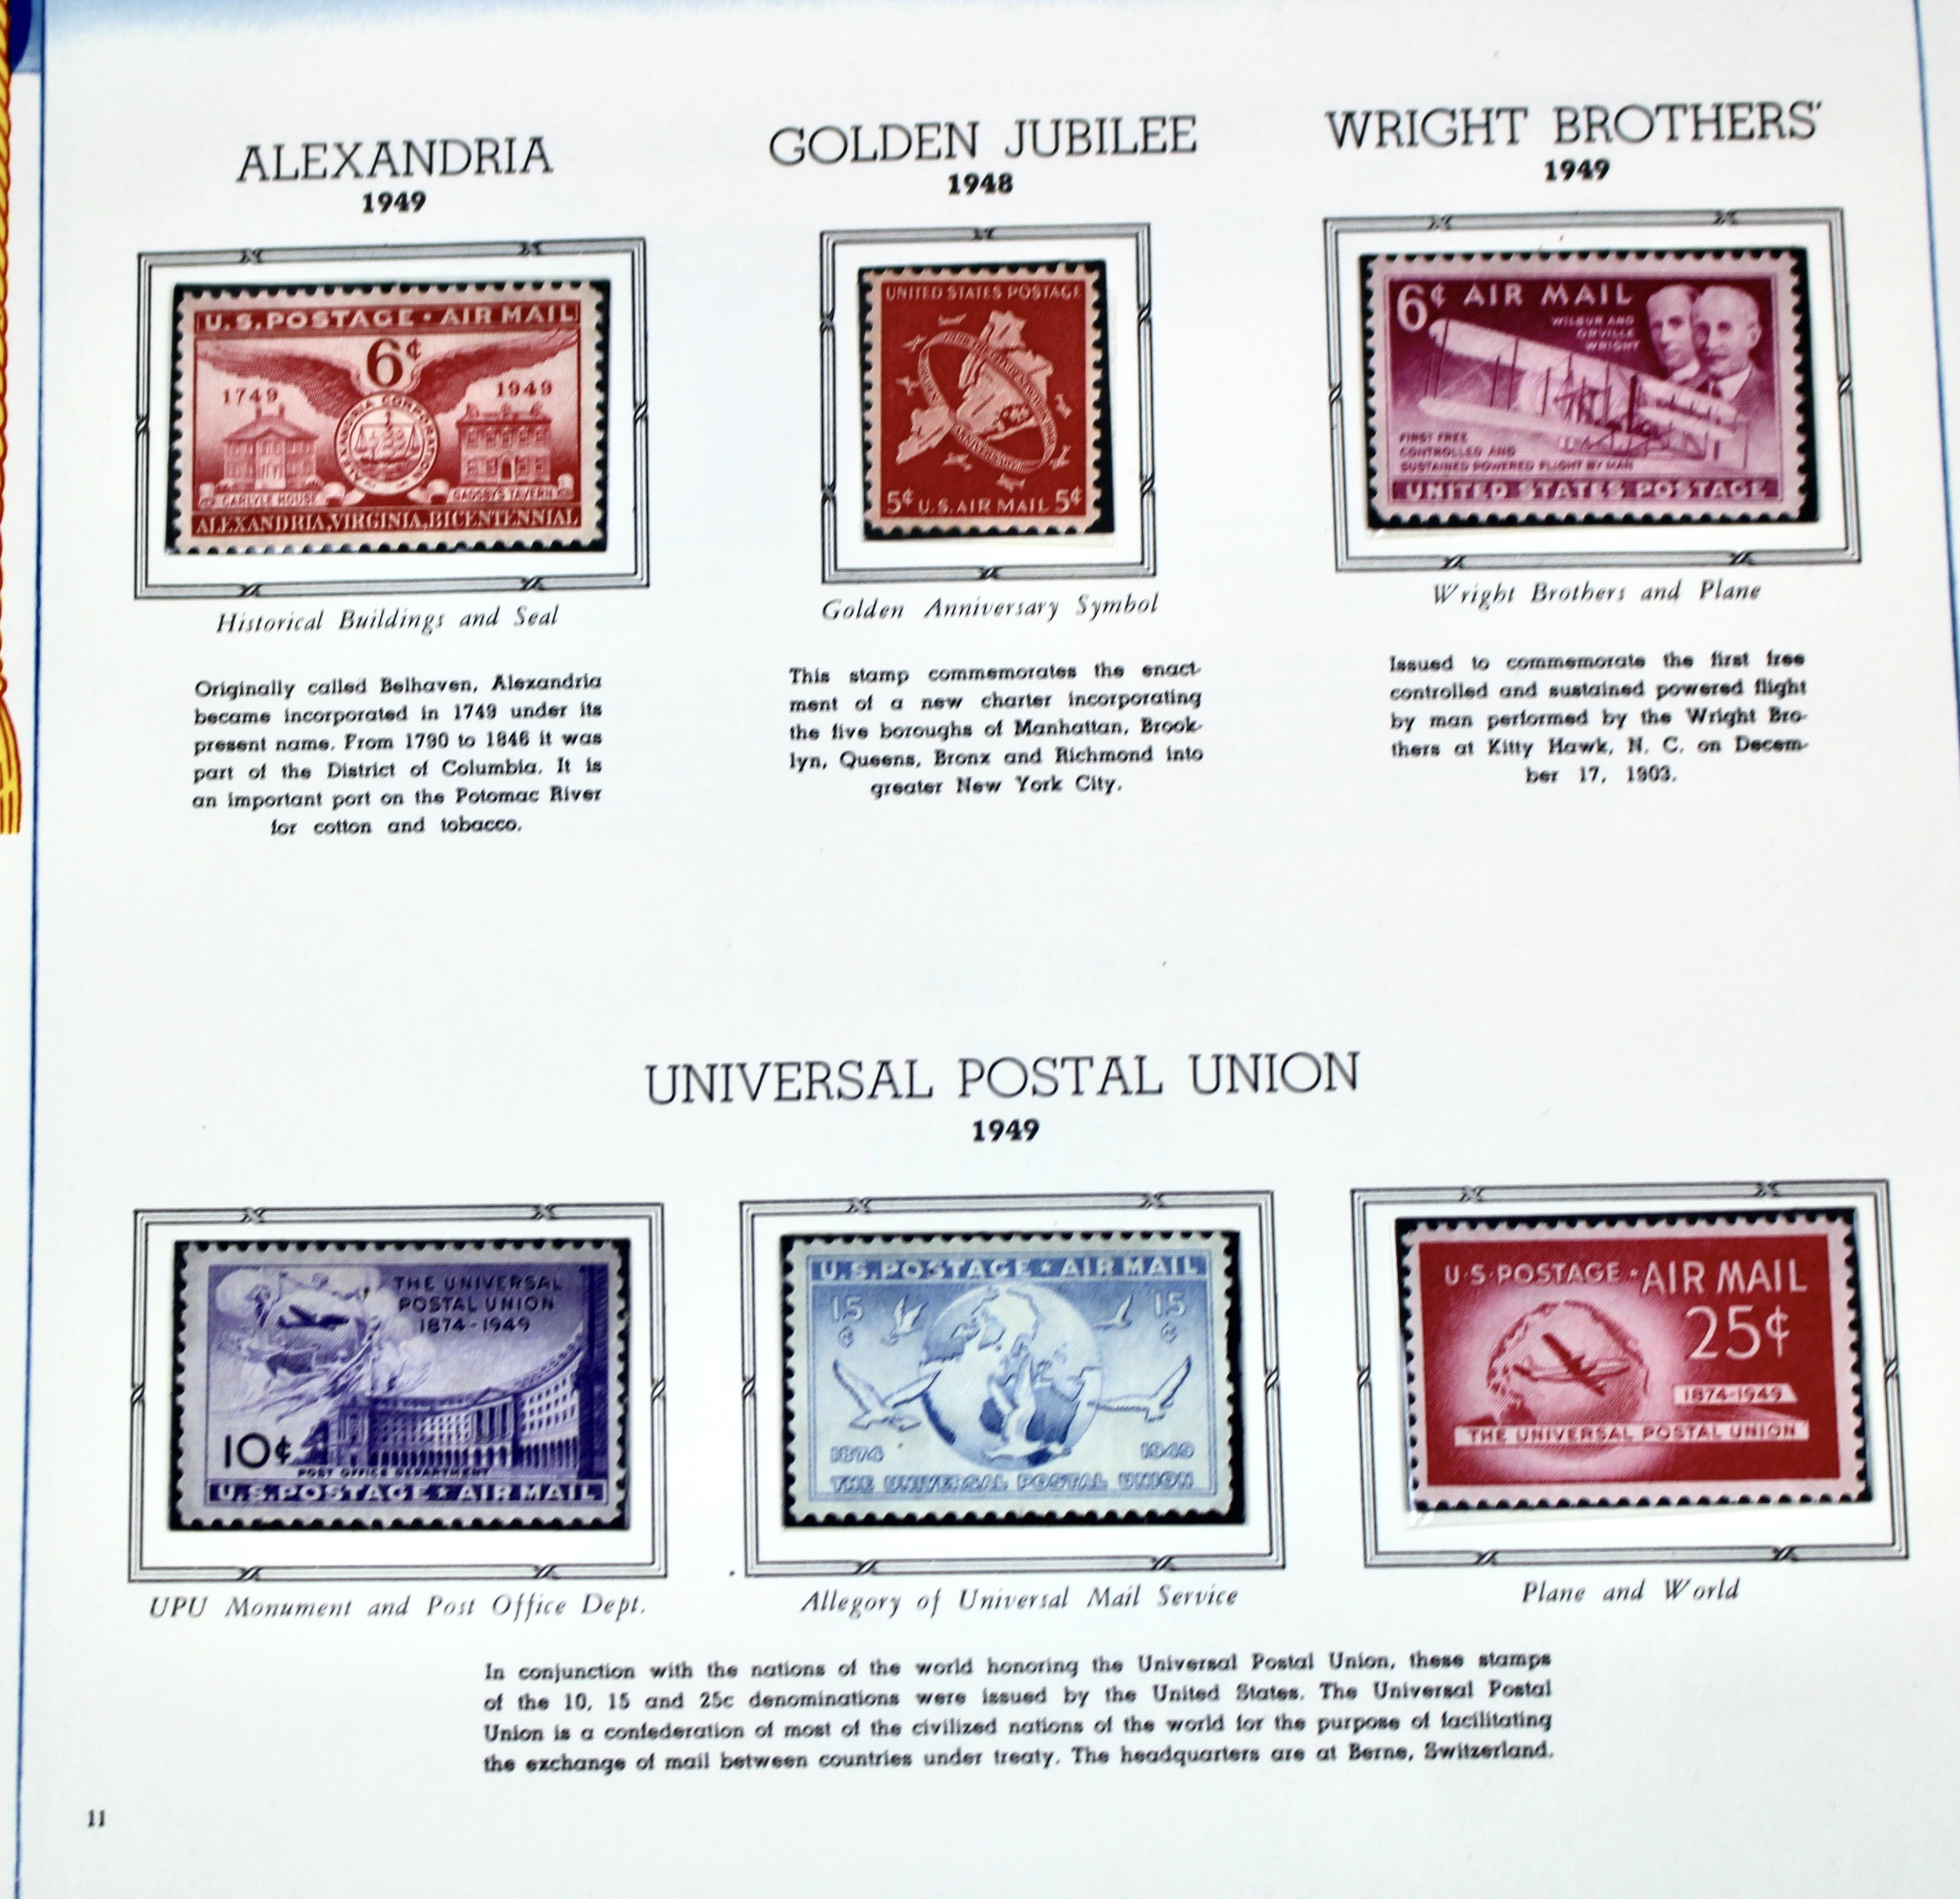 ALEXANDRIA
1949
U.S. POSTAGE • AIR MAIL
6¢
1749
1949
ALEXANDRIA CORPORATION
CARLYLE HOUSE
GADSBY'S TAVERN
ALEXANDRIA, VIRGINIA, BICENTENNIAL
Historical Buildings and Seal
Originally called Belhaven, Alexandria
became incorporated in 1749 under its
present name. From 1790 to 1846 it was
part of the District of Columbia. It is
an important port on the Potomac River
for cotton and tobacco.
GOLDEN JUBILEE
1948
UNITED STATES POSTAGE
5¢ U.S. AIR MAIL 5¢
Golden Anniversary Symbol
This stamp commemorates the enact-
ment of a new charter incorporating
the five boroughs of Manhattan, Brook-
lyn, Queens, Bronx and Richmond into
greater New York City.
WRIGHT BROTHERS'
1949
6¢ AIR MAIL
WILBUR AND
ORVILLE
WRIGHT
FIRST FREE
CONTROLLED AND
SUSTAINED POWERED FLIGHT BY MAN
UNITED STATES POSTAGE
Wright Brothers and Plane
Issued to commemorate the first free
controlled and sustained powered flight
by man performed by the Wright Bro-
thers at Kitty Hawk, N. C. on Decem-
ber 17, 1903.
UNIVERSAL POSTAL UNION
1949
THE UNIVERSAL
POSTAL UNION
1874-1949
10¢
POST OFFICE DEPARTMENT
U.S. POSTAGE ★ AIR MAIL
UPU Monument and Post Office Dept.
U.S. POSTAGE ★ AIR MAIL
15 ¢
15 ¢
1874
1949
THE UNIVERSAL POSTAL UNION
Allegory of Universal Mail Service
U·S·POSTAGE ★ AIR MAIL
25¢
1874-1949
THE UNIVERSAL POSTAL UNION
Plane and World
In conjunction with the nations of the world honoring the Universal Postal Union, these stamps
of the 10, 15 and 25c denominations were issued by the United States. The Universal Postal
Union is a confederation of most of the civilized nations of the world for the purpose of facilitating
the exchange of mail between countries under treaty. The headquarters are at Berne, Switzerland.
11